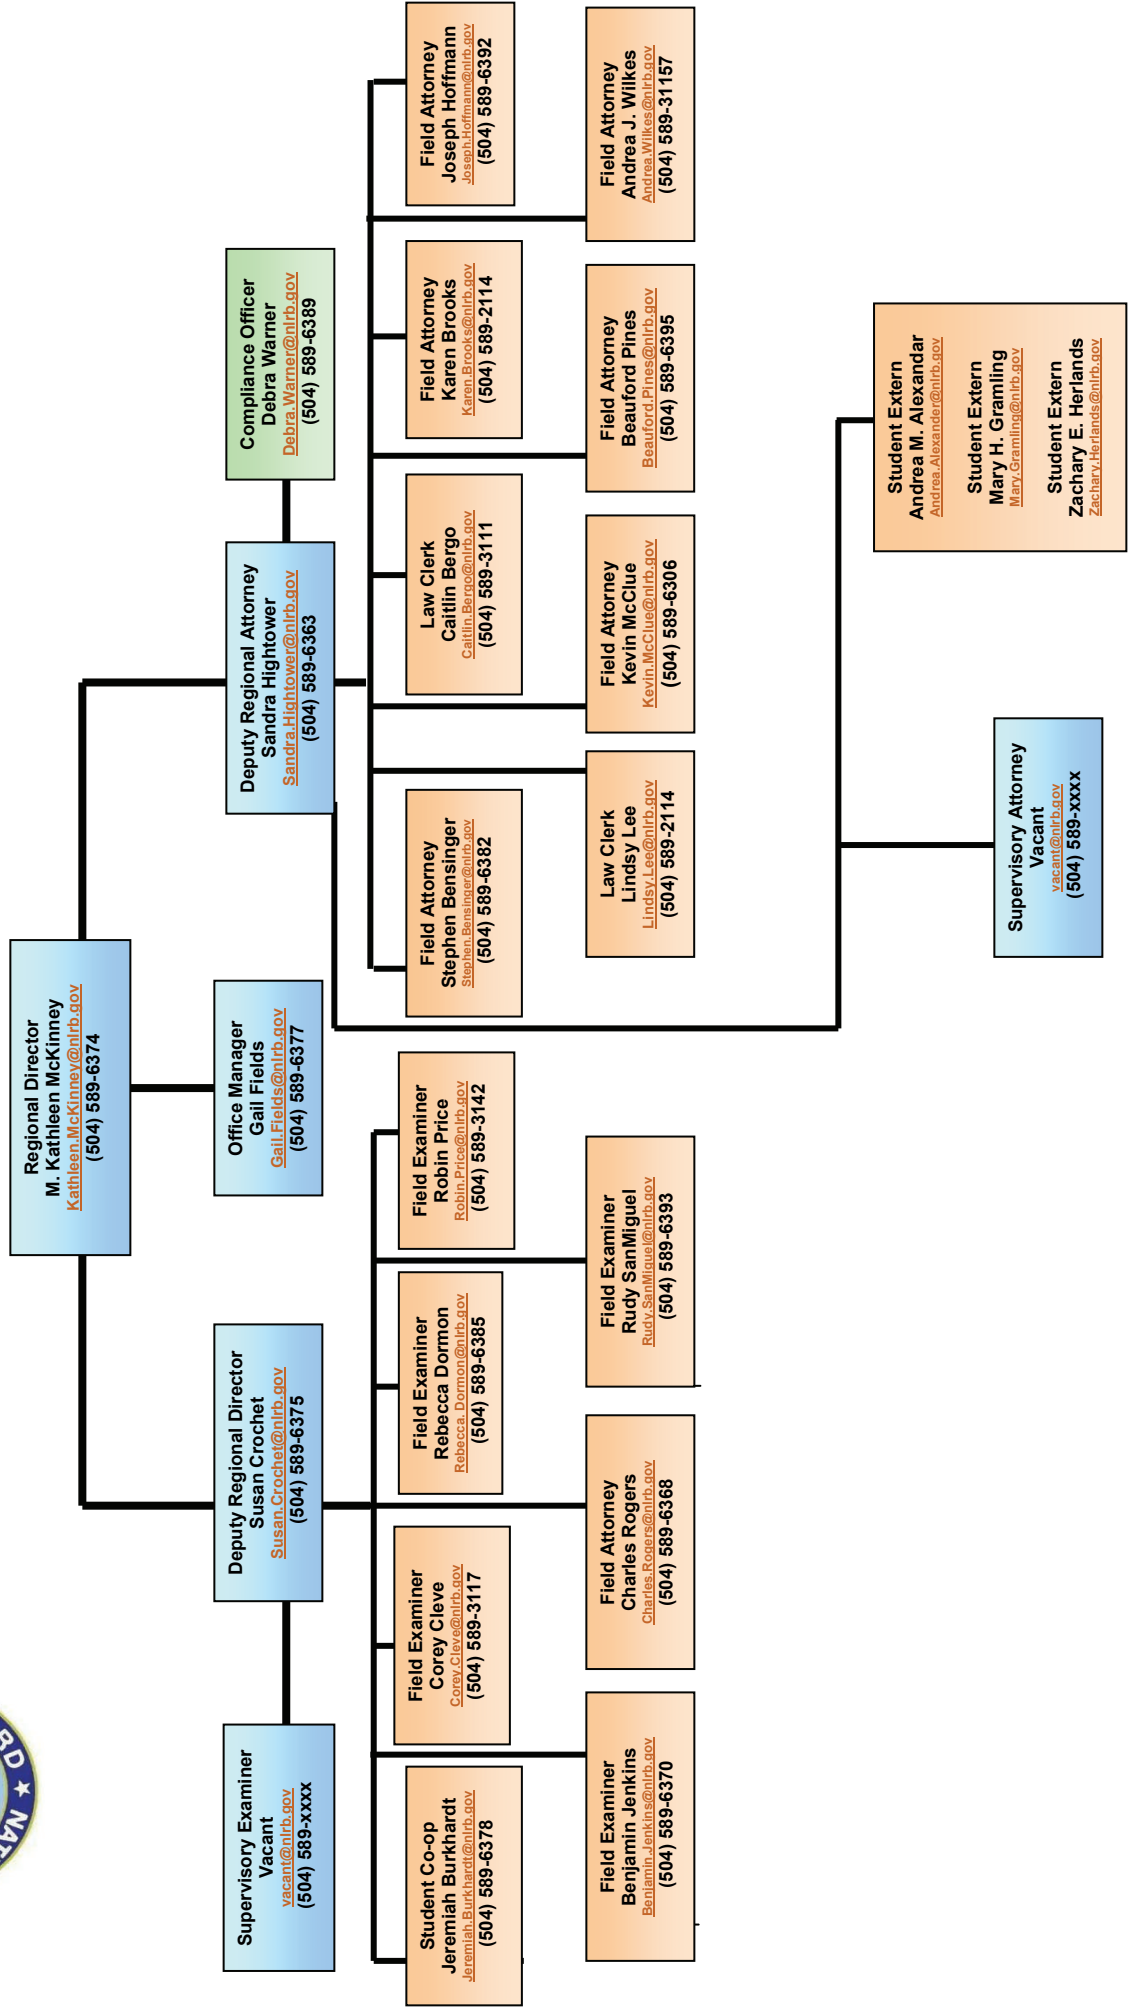 RD ★ NAT
Regional Director
M. Kathleen McKinney
Kathleen.McKinney@nlrb.gov
(504) 589-6374
Supervisory Examiner
Vacant
vacant@nlrb.gov
(504) 589-xxxx
Deputy Regional Director
Susan Crochet
Susan.Crochet@nlrb.gov
(504) 589-6375
Office Manager
Gail Fields
Gail.Fields@nlrb.gov
(504) 589-6377
Deputy Regional Attorney
Sandra Hightower
Sandra.Hightower@nlrb.gov
(504) 589-6363
Compliance Officer
Debra Warner
Debra.Warner@nlrb.gov
(504) 589-6389
Student Co-op
Jeremiah Burkhardt
Jeremiah.Burkhardt@nlrb.gov
(504) 589-6378
Field Examiner
Corey Cleve
Corey.Cleve@nlrb.gov
(504) 589-3117
Field Examiner
Rebecca Dormon
Rebecca. Dormon@nlrb.gov
(504) 589-6385
Field Examiner
Robin Price
Robin.Price@nlrb.gov
(504) 589-3142
Field Attorney
Stephen Bensinger
Stephen.Bensinger@nlrb.gov
(504) 589-6382
Law Clerk
Caitlin Bergo
Caitlin.Bergo@nlrb.gov
(504) 589-3111
Field Attorney
Karen Brooks
Karen.Brooks@nlrb.gov
(504) 589-2114
Field Attorney
Joseph Hoffmann
Joseph.Hoffmann@nlrb.gov
(504) 589-6392
Field Examiner
Benjamin Jenkins
Benjamin.Jenkins@nlrb.gov
(504) 589-6370
Field Attorney
Charles Rogers
Charles.Rogers@nlrb.gov
(504) 589-6368
Field Examiner
Rudy SanMiguel
Rudy.SanMiguel@nlrb.gov
(504) 589-6393
Law Clerk
Lindsy Lee
Lindsy.Lee@nlrb.gov
(504) 589-2114
Field Attorney
Kevin McClue
Kevin.McClue@nlrb.gov
(504) 589-6306
Field Attorney
Beauford Pines
Beauford.Pines@nlrb.gov
(504) 589-6395
Field Attorney
Andrea J. Wilkes
Andrea.Wilkes@nlrb.gov
(504) 589-31157
Student Extern
Andrea M. Alexandar
Andrea.Alexander@nlrb.gov
Student Extern
Mary H. Gramling
Mary.Gramling@nlrb.gov
Student Extern
Zachary E. Herlands
Zachary.Herlands@nlrb.gov
Supervisory Attorney
Vacant
vacant@nlrb.gov
(504) 589-xxxx